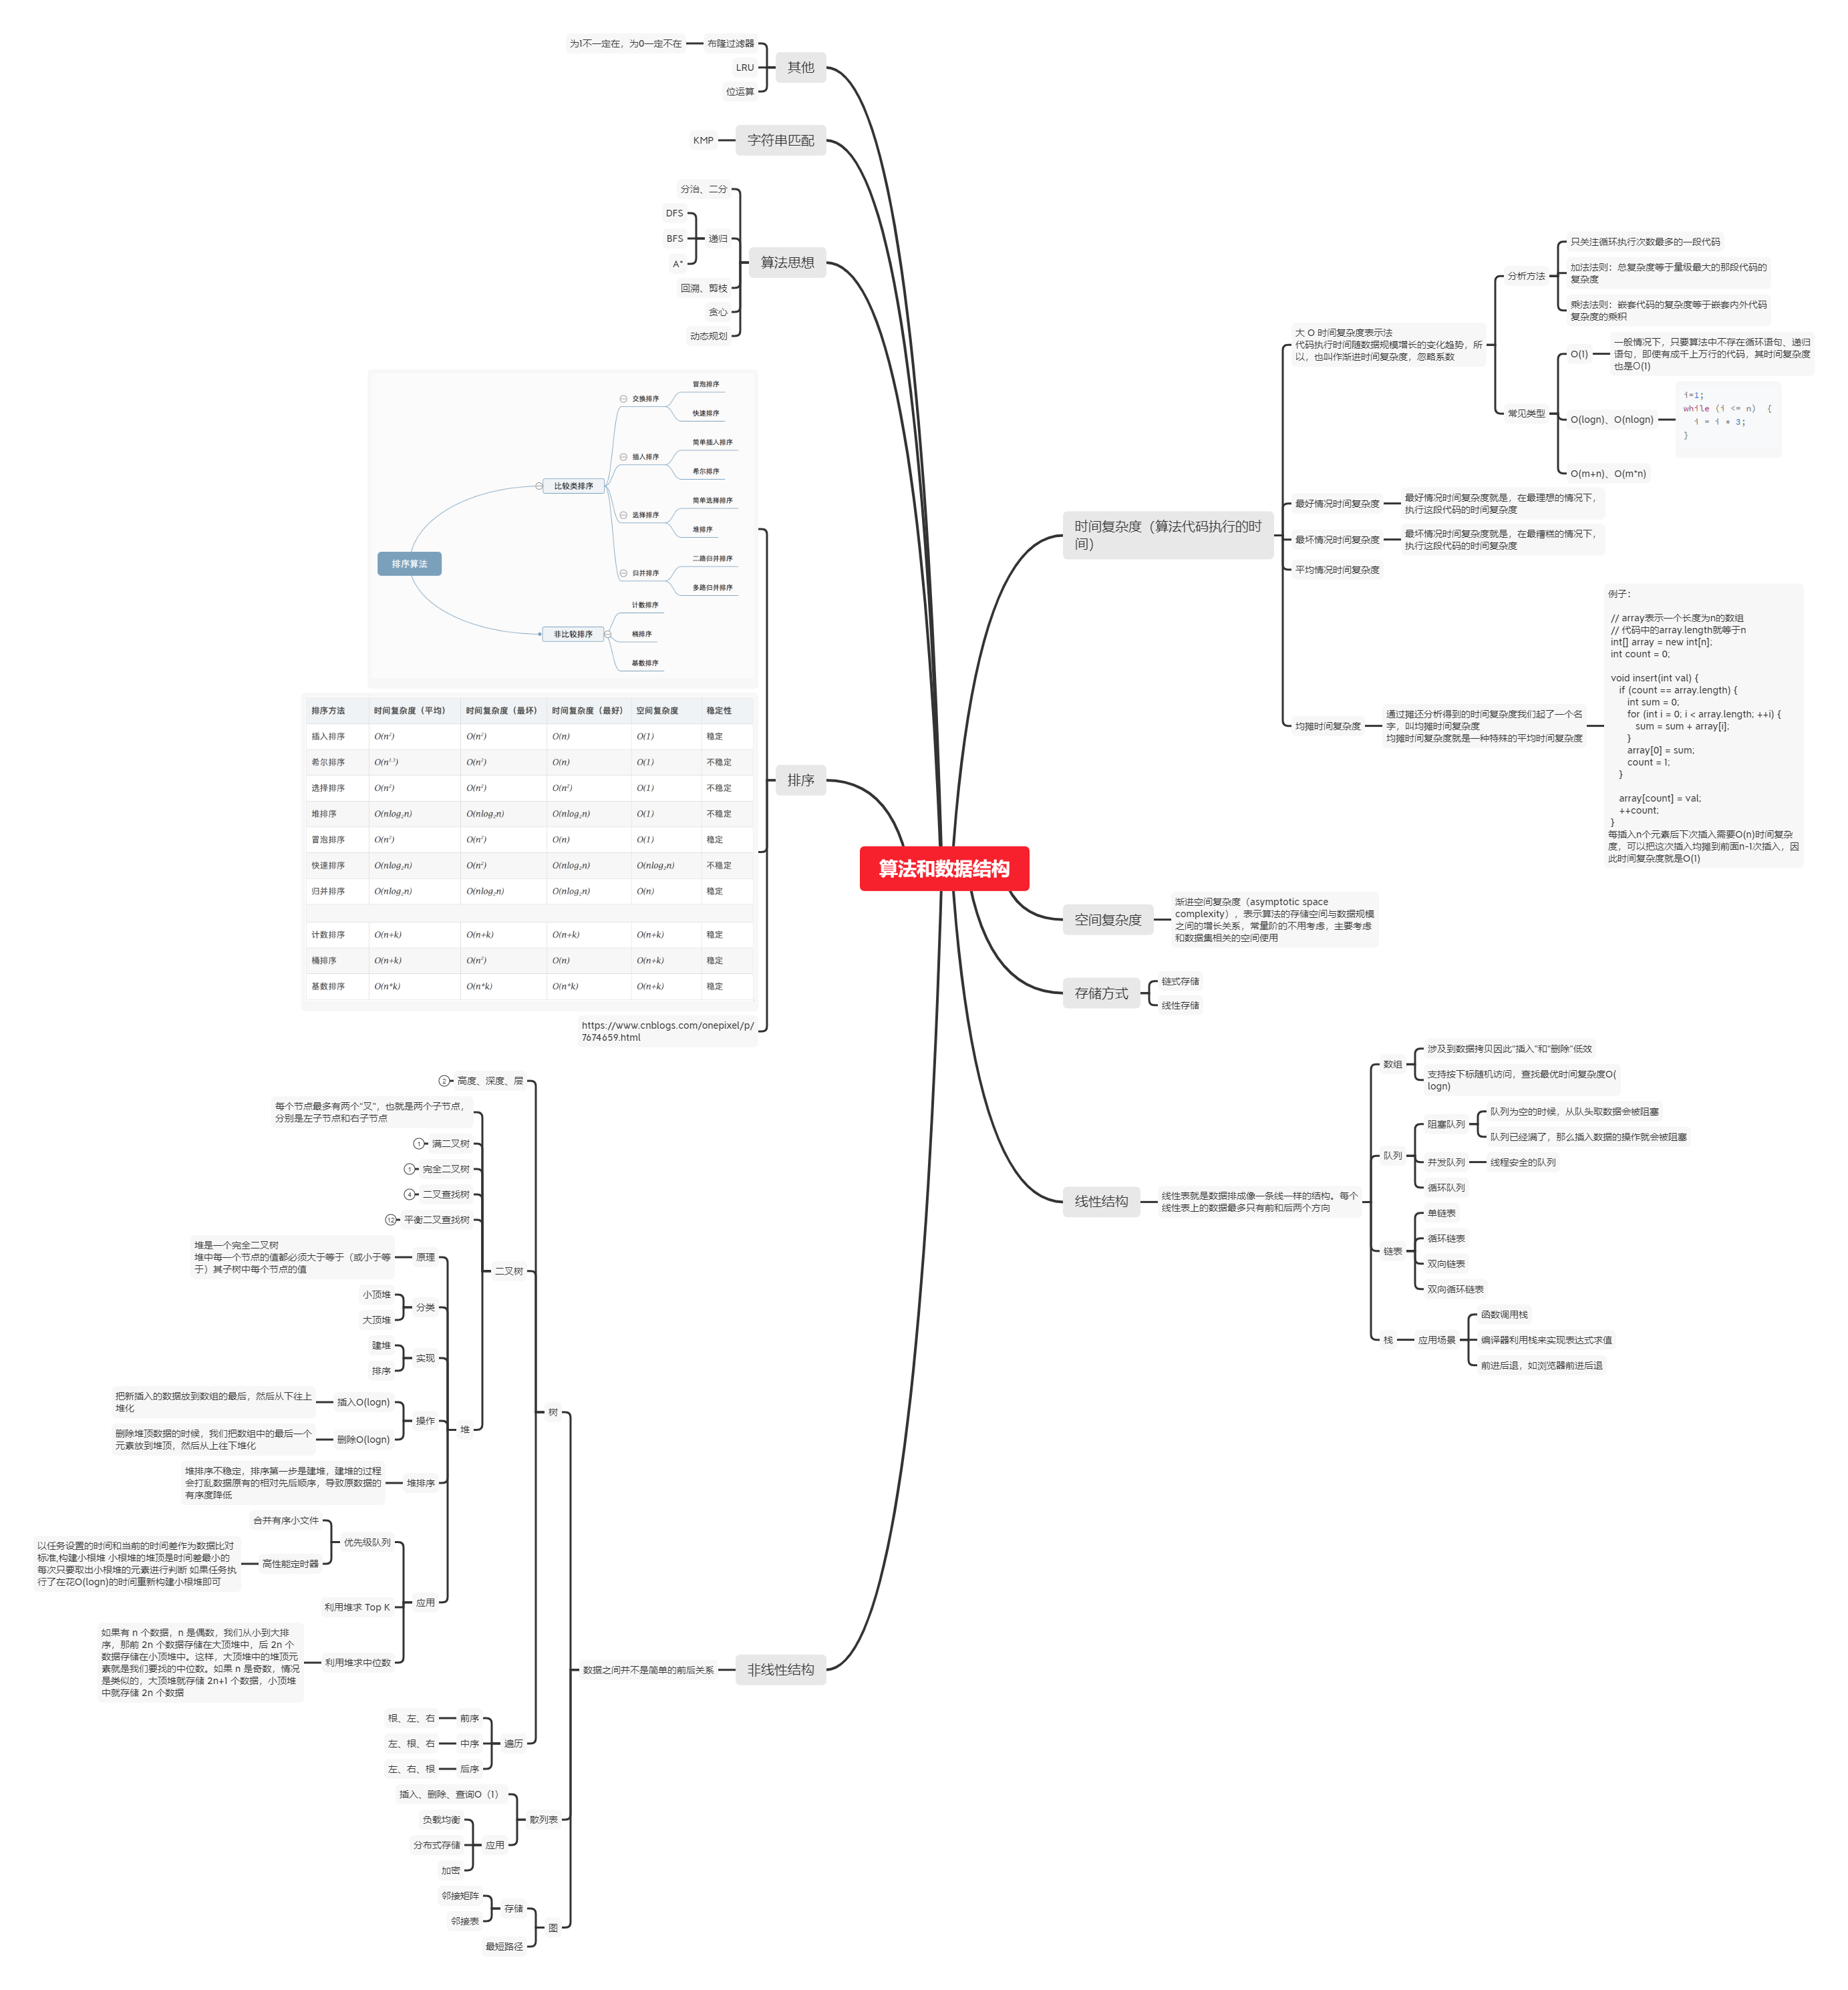 算法和数据结构
时间复杂度（算法代码执行的时
间）
大 O 时间复杂度表示法
代码执行时间随数据规模增长的变化趋势，所
以，也叫作渐进时间复杂度，忽略系数
分析方法
只关注循环执行次数最多的一段代码
加法法则：总复杂度等于量级最大的那段代码的
复杂度
乘法法则：嵌套代码的复杂度等于嵌套内外代码
复杂度的乘积
常见类型
O(1)
一般情况下，只要算法中不存在循环语句、递归
语句，即使有成千上万行的代码，其时间复杂度
也是Ο(1)
O(logn)、O(nlogn)
i=1;
while (i <= n)  {
  i = i * 3;
}
O(m+n)、O(m*n)
最好情况时间复杂度
最好情况时间复杂度就是，在最理想的情况下，
执行这段代码的时间复杂度
最坏情况时间复杂度
最坏情况时间复杂度就是，在最糟糕的情况下，
执行这段代码的时间复杂度
平均情况时间复杂度
均摊时间复杂度
通过摊还分析得到的时间复杂度我们起了一个名
字，叫均摊时间复杂度
均摊时间复杂度就是一种特殊的平均时间复杂度
例子：
// array表示一个长度为n的数组
// 代码中的array.length就等于n
int[] array = new int[n];
int count = 0;
void insert(int val) {
if (count == array.length) {
int sum = 0;
for (int i = 0; i < array.length; ++i) {
sum = sum + array[i];
}
array[0] = sum;
count = 1;
}
array[count] = val;
++count;
}
每插入n个元素后下次插入需要O(n)时间复杂
度，可以把这次插入均摊到前面n-1次插入，因
此时间复杂度就是O(1)
空间复杂度
渐进空间复杂度（asymptotic space
complexity），表示算法的存储空间与数据规模
之间的增长关系，常量阶的不用考虑，主要考虑
和数据集相关的空间使用
存储方式
链式存储
线性存储
线性结构
线性表就是数据排成像一条线一样的结构。每个
线性表上的数据最多只有前和后两个方向
数组
涉及到数据拷贝因此"插入"和"删除"低效
支持按下标随机访问，查找最优时间复杂度O(
logn)
队列
阻塞队列
队列为空的时候，从队头取数据会被阻塞
队列已经满了，那么插入数据的操作就会被阻塞
并发队列
线程安全的队列
循环队列
链表
单链表
循环链表
双向链表
双向循环链表
栈
应用场景
函数调用栈
编译器利用栈来实现表达式求值
前进后退，如浏览器前进后退
其他
布隆过滤器
为1不一定在，为0一定不在
LRU
位运算
字符串匹配
KMP
算法思想
分治、二分
递归
DFS
BFS
A*
回溯、剪枝
贪心
动态规划
排序
排序算法
比较类排序
交换排序
冒泡排序
快速排序
插入排序
简单插入排序
希尔排序
选择排序
简单选择排序
堆排序
归并排序
二路归并排序
多路归并排序
非比较排序
计数排序
桶排序
基数排序
排序方法 时间复杂度（平均） 时间复杂度（最坏） 时间复杂度（最好） 空间复杂度 稳定性
插入排序 O(n²) O(n²) O(n) O(1) 稳定
希尔排序 O(n¹·³) O(n²) O(n) O(1) 不稳定
选择排序 O(n²) O(n²) O(n²) O(1) 不稳定
堆排序 O(nlog₂n) O(nlog₂n) O(nlog₂n) O(1) 不稳定
冒泡排序 O(n²) O(n²) O(n) O(1) 稳定
快速排序 O(nlog₂n) O(n²) O(nlog₂n) O(nlog₂n) 不稳定
归并排序 O(nlog₂n) O(nlog₂n) O(nlog₂n) O(n) 稳定
计数排序 O(n+k) O(n+k) O(n+k) O(n+k) 稳定
桶排序 O(n+k) O(n²) O(n) O(n+k) 稳定
基数排序 O(n*k) O(n*k) O(n*k) O(n+k) 稳定
https://www.cnblogs.com/onepixel/p/
7674659.html
非线性结构
数据之间并不是简单的前后关系
树
高度、深度、层
2
二叉树
每个节点最多有两个“叉”，也就是两个子节点，
分别是左子节点和右子节点
满二叉树
1
完全二叉树
1
二叉查找树
4
平衡二叉查找树
12
堆
原理
堆是一个完全二叉树
堆中每一个节点的值都必须大于等于（或小于等
于）其子树中每个节点的值
分类
小顶堆
大顶堆
实现
建堆
排序
操作
插入O(logn)
把新插入的数据放到数组的最后，然后从下往上
堆化
删除O(logn)
删除堆顶数据的时候，我们把数组中的最后一个
元素放到堆顶，然后从上往下堆化
堆排序
堆排序不稳定，排序第一步是建堆，建堆的过程
会打乱数据原有的相对先后顺序，导致原数据的
有序度降低
应用
优先级队列
合并有序小文件
高性能定时器
以任务设置的时间和当前的时间差作为数据比对
标准,构建小根堆 小根堆的堆顶是时间差最小的
每次只要取出小根堆的元素进行判断 如果任务执
行了在花O(logn)的时间重新构建小根堆即可
利用堆求 Top K
利用堆求中位数
如果有 n 个数据，n 是偶数，我们从小到大排
序，那前 2n 个数据存储在大顶堆中，后 2n 个
数据存储在小顶堆中。这样，大顶堆中的堆顶元
素就是我们要找的中位数。如果 n 是奇数，情况
是类似的，大顶堆就存储 2n+1 个数据，小顶堆
中就存储 2n 个数据
遍历
前序
根、左、右
中序
左、根、右
后序
左、右、根
散列表
插入、删除、查询O（1）
应用
负载均衡
分布式存储
加密
图
存储
邻接矩阵
邻接表
最短路径